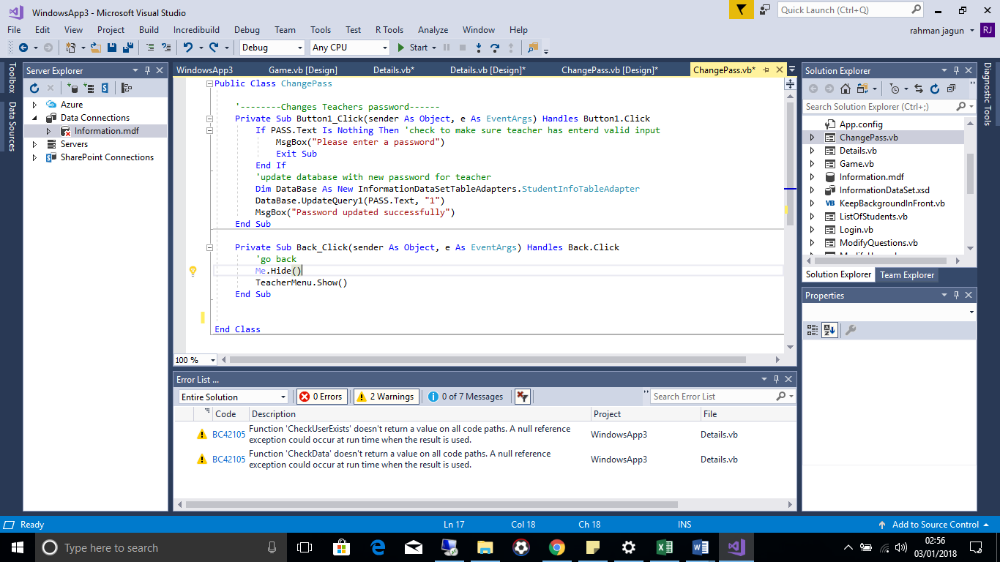 WindowsApp3 - Microsoft Visual Studio
Quick Launch (Ctrl+Q)
File Edit View Project Build Incredibuild Debug Team Tools Test R Tools Analyze Window Help
rahman jagun RJ
Debug Any CPU Start
Toolbox
Data Sources
Server Explorer
Azure
Data Connections
Information.mdf
Servers
SharePoint Connections
WindowsApp3 Game.vb [Design] Details.vb* Details.vb [Design]* ChangePass.vb [Design]* ChangePass.vb*
Public Class ChangePass
'--------Changes Teachers password------
Private Sub Button1_Click(sender As Object, e As EventArgs) Handles Button1.Click
If PASS.Text Is Nothing Then 'check to make sure teacher has enterd valid input
MsgBox("Please enter a password")
Exit Sub
End If
'update database with new password for teacher
Dim DataBase As New InformationDataSetTableAdapters.StudentInfoTableAdapter
DataBase.UpdateQuery1(PASS.Text, "1")
MsgBox("Password updated successfully")
End Sub
Private Sub Back_Click(sender As Object, e As EventArgs) Handles Back.Click
'go back
Me.Hide()
TeacherMenu.Show()
End Sub
End Class
100 %
Error List ...
Entire Solution 0 Errors 2 Warnings 0 of 7 Messages Search Error List
Code Description Project File
BC42105 Function 'CheckUserExists' doesn't return a value on all code paths. A null reference
exception could occur at run time when the result is used. WindowsApp3 Details.vb
BC42105 Function 'CheckData' doesn't return a value on all code paths. A null reference
exception could occur at run time when the result is used. WindowsApp3 Details.vb
Solution Explorer
Search Solution Explorer (Ctrl+;)
App.config
ChangePass.vb
Details.vb
Game.vb
Information.mdf
InformationDataSet.xsd
VB KeepBackgroundInFront.vb
ListOfStudents.vb
Login.vb
ModifyQuestions.vb
Solution Explorer Team Explorer
Properties
Diagnostic Tools
Ready Ln 17 Col 18 Ch 18 INS Add to Source Control
Type here to search
02:56
03/01/2018